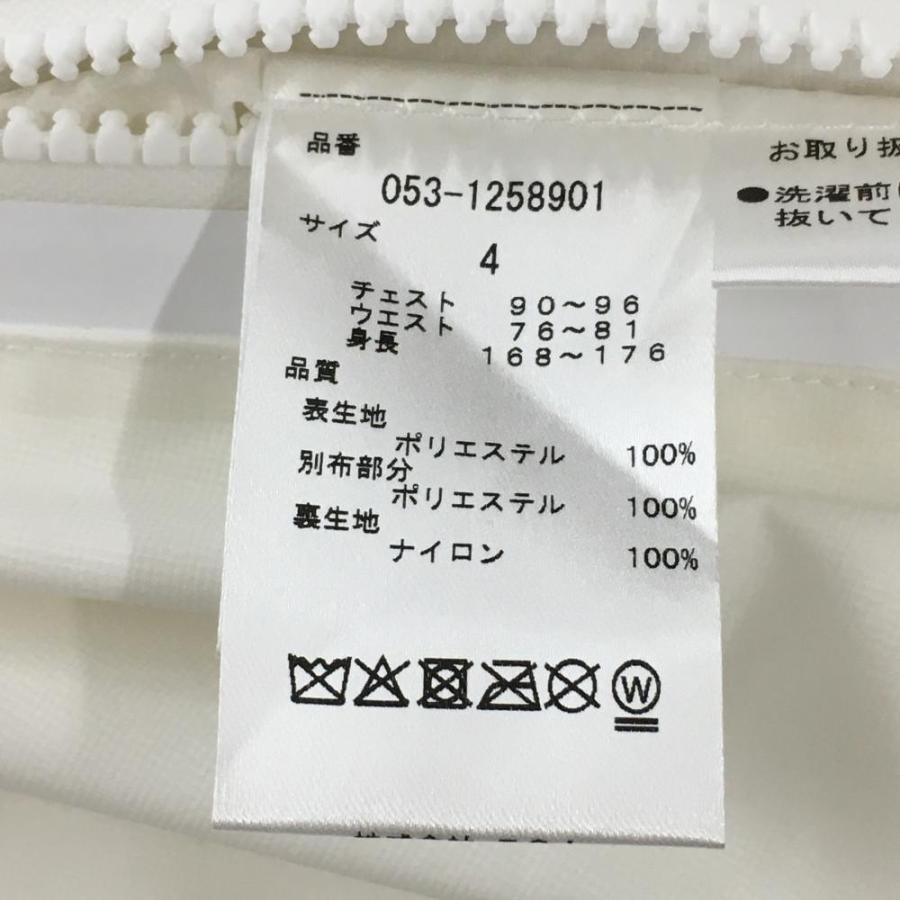 品番
053-1258901
サイズ
4
チェスト 90～96
ウエスト 76～81
身長 168～176
品質
表生地
ポリエステル 100%
別布部分
ポリエステル 100%
裏生地
ナイロン 100%
W
お取り扱
●洗濯前に
抜いて